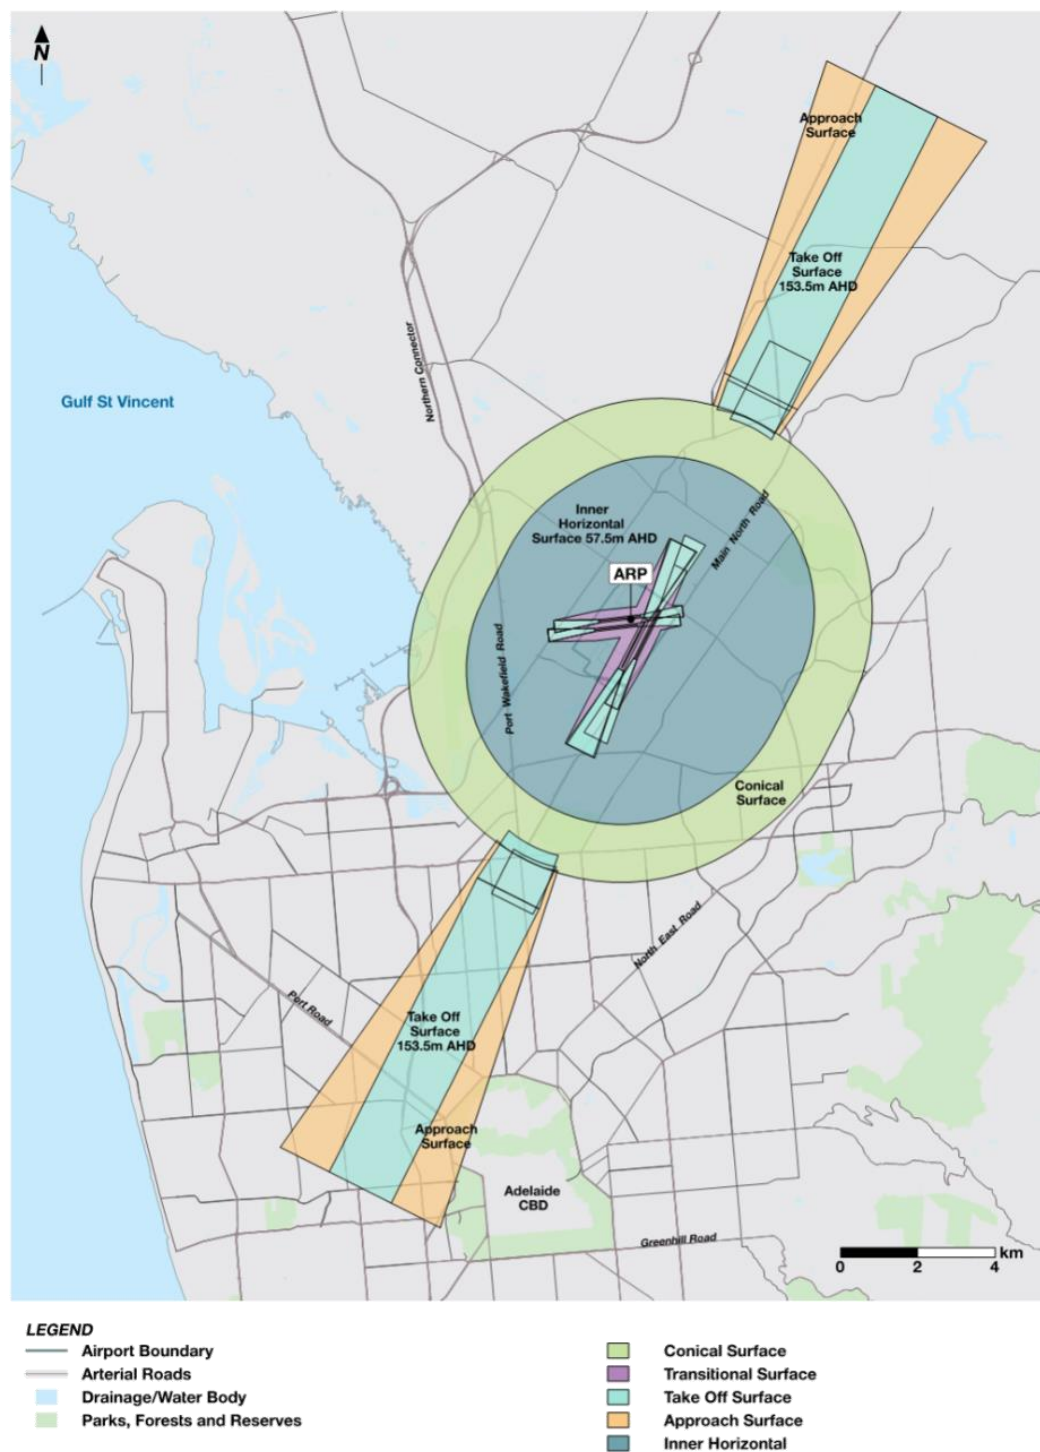 N
Approach
Surface
Take Off
Surface
153.5m AHD
Northern Connector
Gulf St Vincent
Inner
Horizontal
Surface 57.5m AHD
Main North Road
ARP
Port Wakefield Road
Conical
Surface
North East Road
Port Road
Take Off
Surface
153.5m AHD
Approach
Surface
Adelaide
CBD
Greenhill Road
km
0 2 4
LEGEND
Airport Boundary
Arterial Roads
Drainage/Water Body
Parks, Forests and Reserves
Conical Surface
Transitional Surface
Take Off Surface
Approach Surface
Inner Horizontal